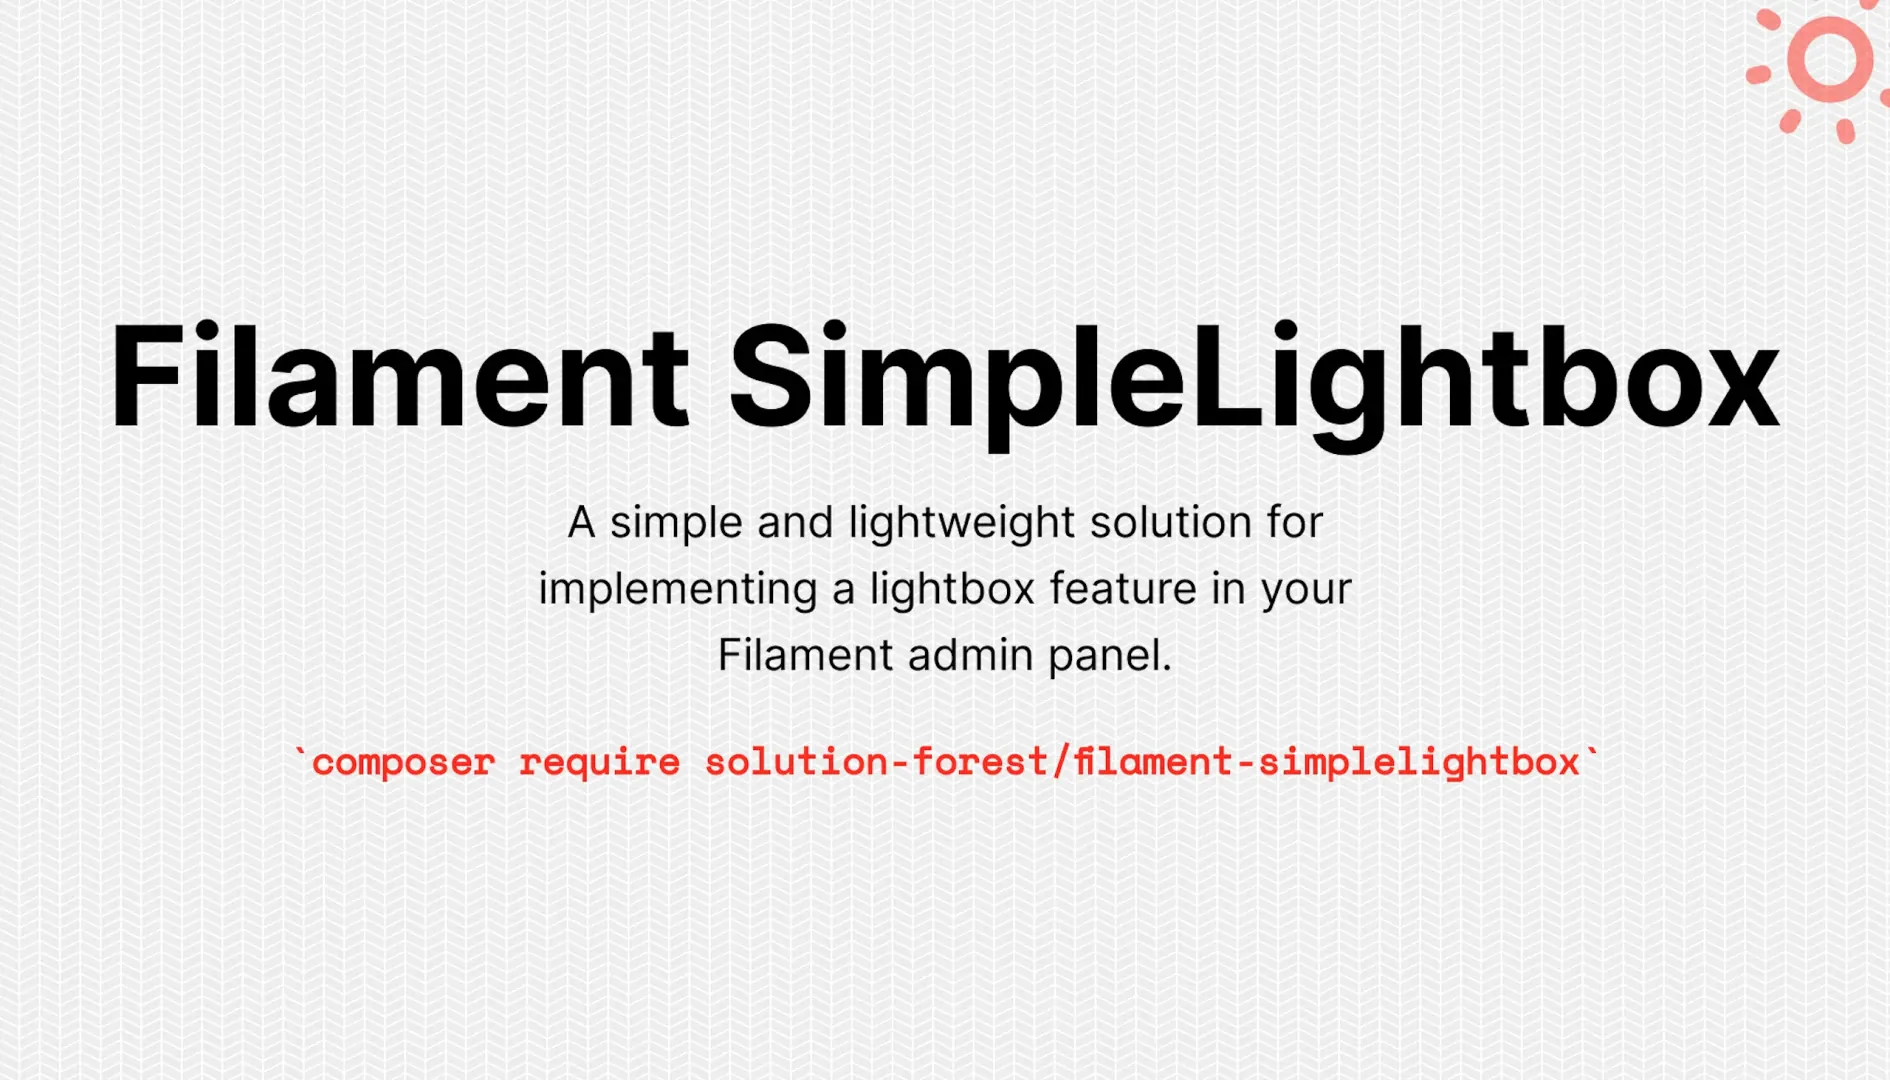 Filament SimpleLightbox
A simple and lightweight solution for
implementing a lightbox feature in your
Filament admin panel.
`composer require solution-forest/filament-simplelightbox`